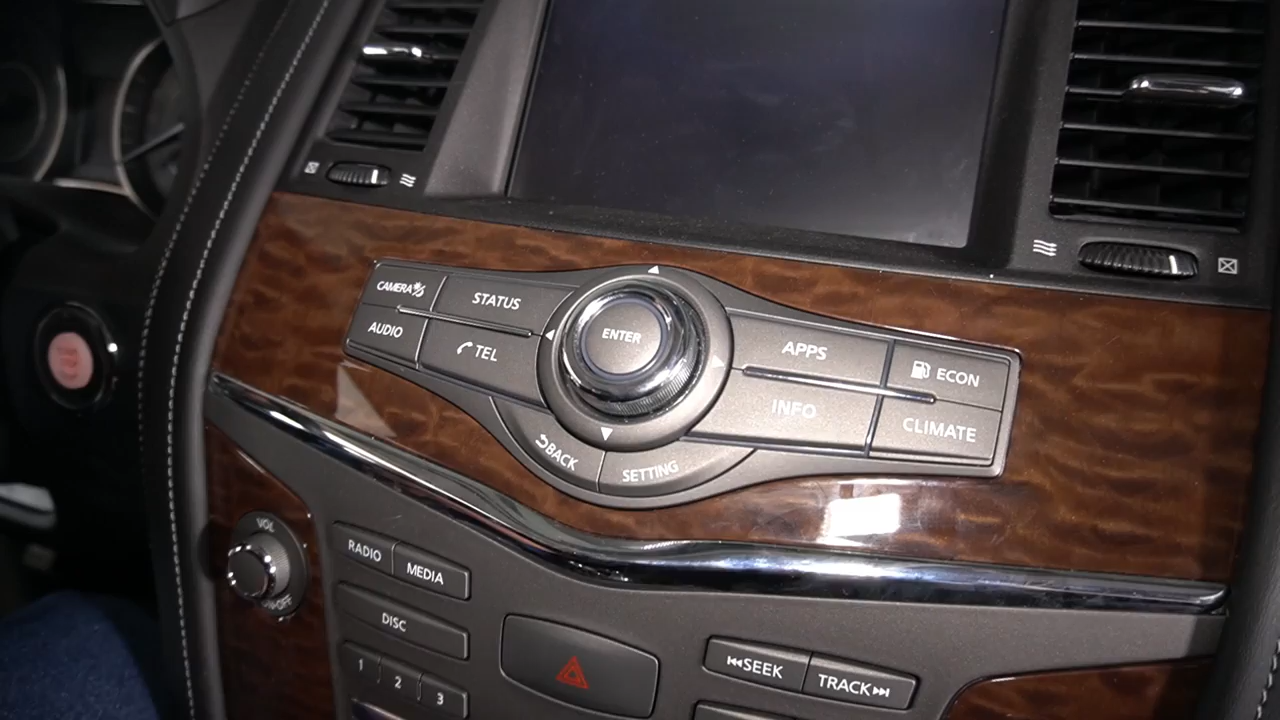 CAMERA
STATUS
AUDIO
TEL
ENTER
APPS
ECON
INFO
CLIMATE
BACK
SETTING
VOL
RADIO
MEDIA
DISC
1
2
3
SEEK
TRACK